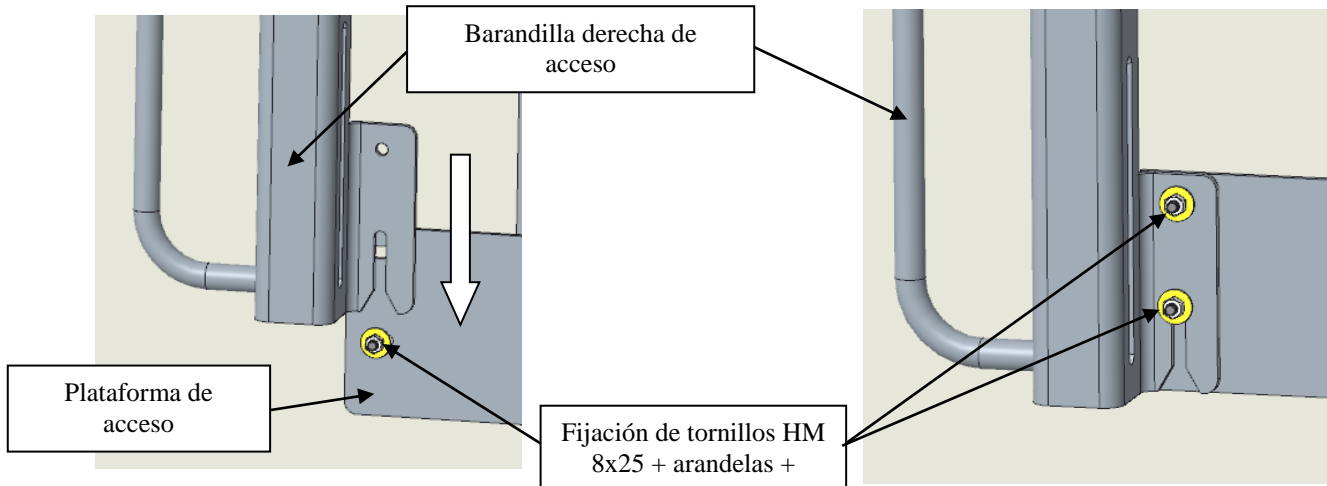 Barandilla derecha de
acceso
Plataforma de
acceso
Fijación de tornillos HM
8x25 + arandelas +